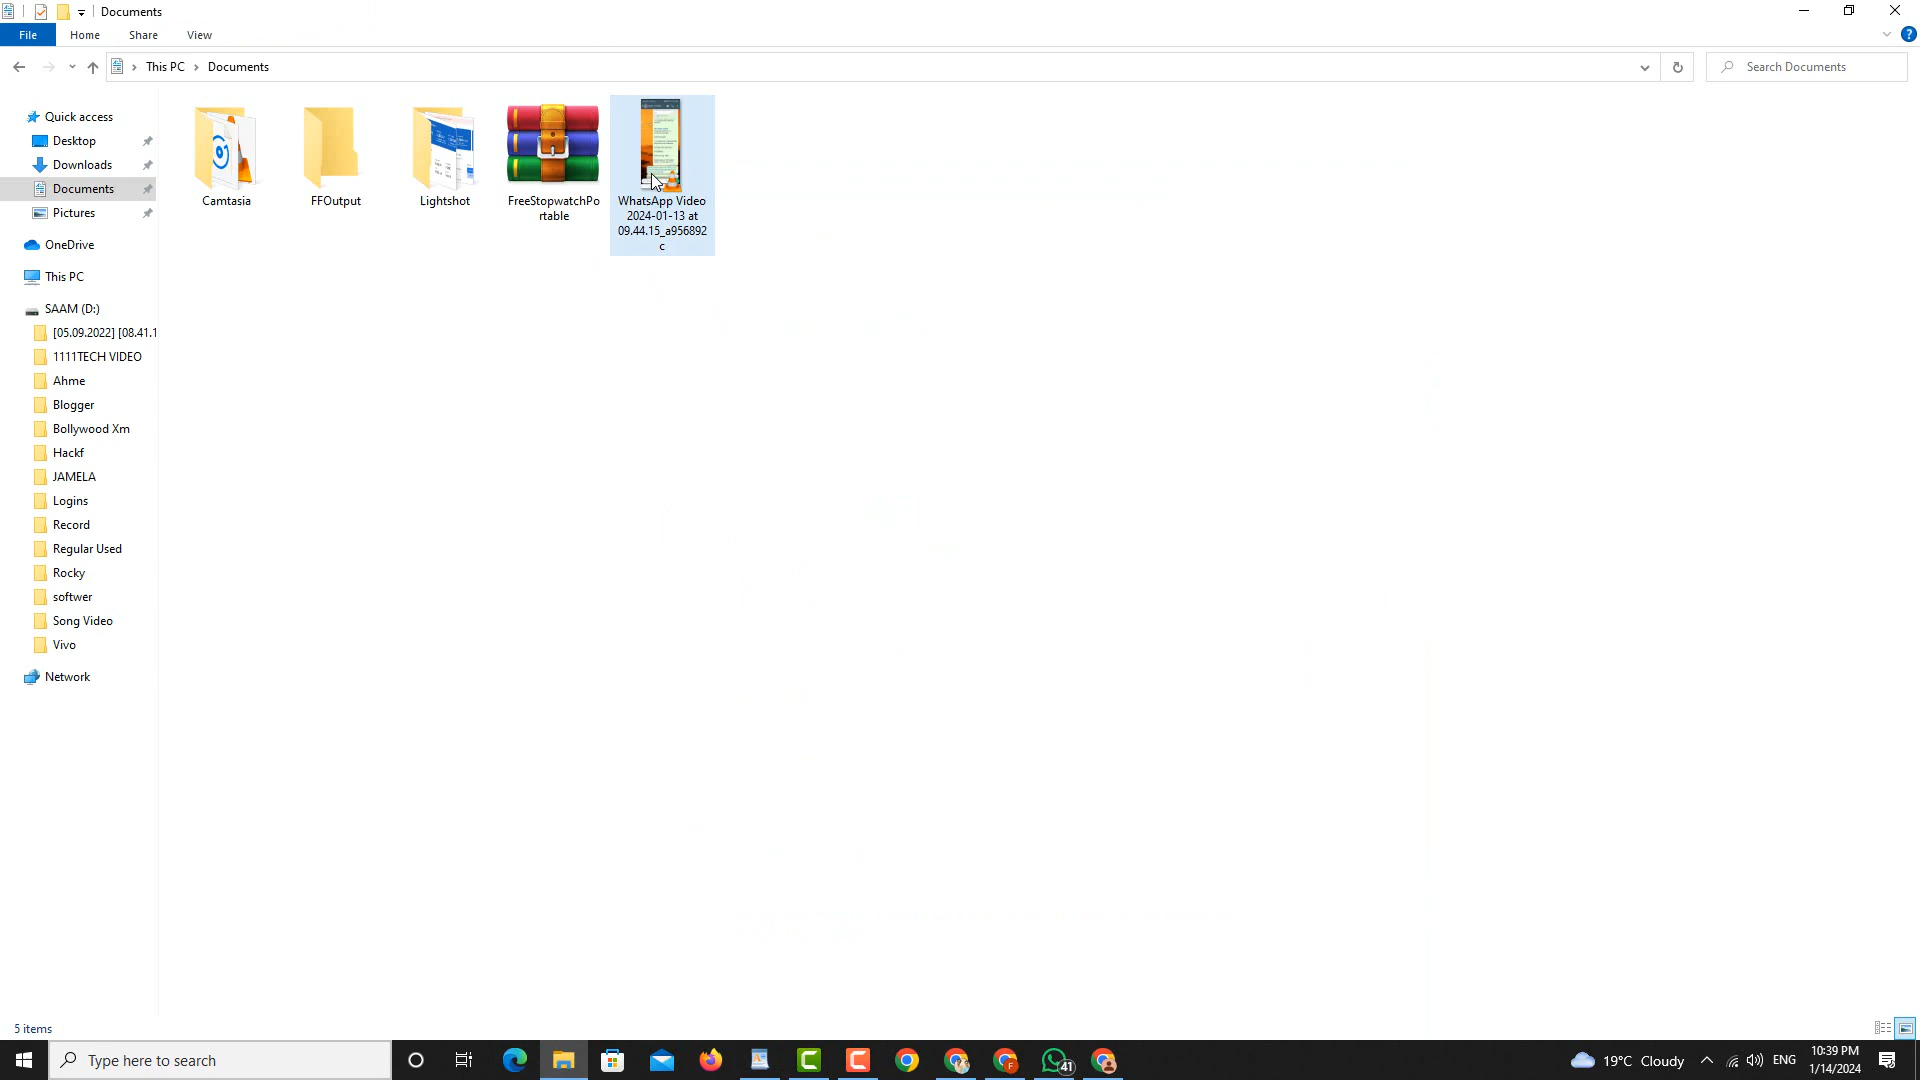 Documents
File
Home
Share
View
This PC
Documents
Search Documents
Quick access
Desktop
Downloads
Documents
Pictures
OneDrive
This PC
SAAM (D:)
[05.09.2022] [08.41.1
1111TECH VIDEO
Ahme
Blogger
Bollywood Xm
Hackf
JAMELA
Logins
Record
Regular Used
Rocky
softwer
Song Video
Vivo
Network
Camtasia
FFOutput
Lightshot
FreeStopwatchPo
rtable
WhatsApp Video
2024-01-13 at
09.44.15_a956892
c
5 items
Type here to search
41
19°C Cloudy
ENG
10:39 PM
1/14/2024